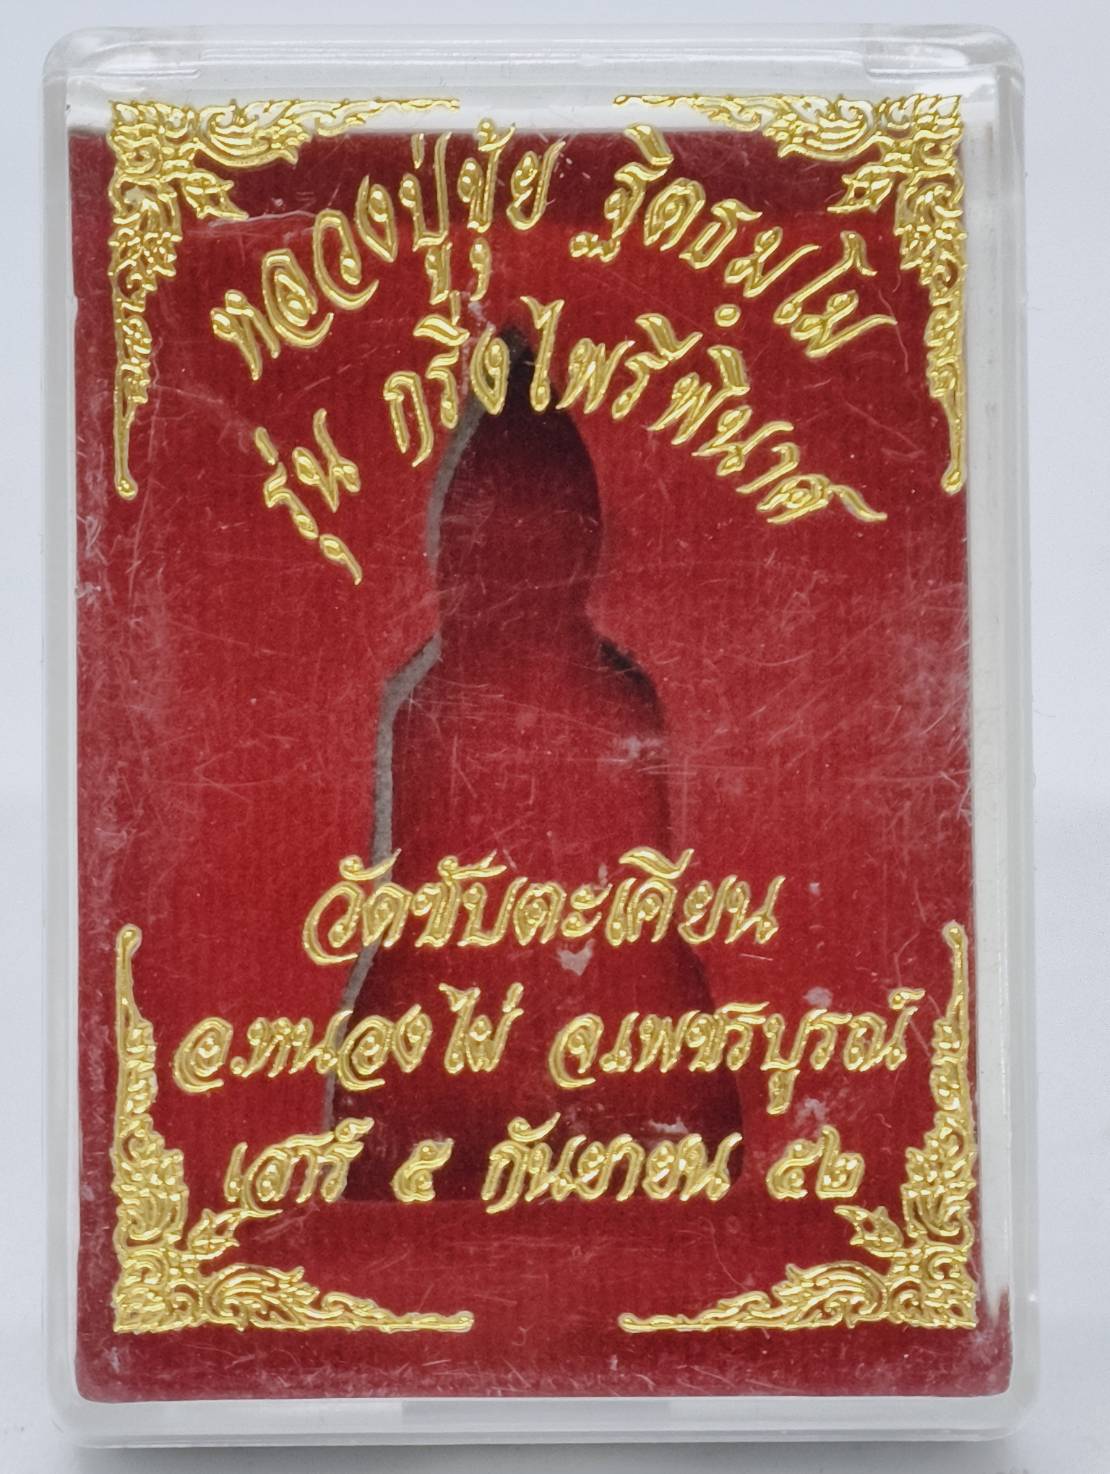 หลวงปู่ขุ้ย ฐิตธมฺโม
รุ่น กริ่งไพรีพินาศ
วัดซับตะเคียน
อ.หนองไผ่ จ.เพชรบูรณ์
เสาร์ ๕ กันยายน ๕๒